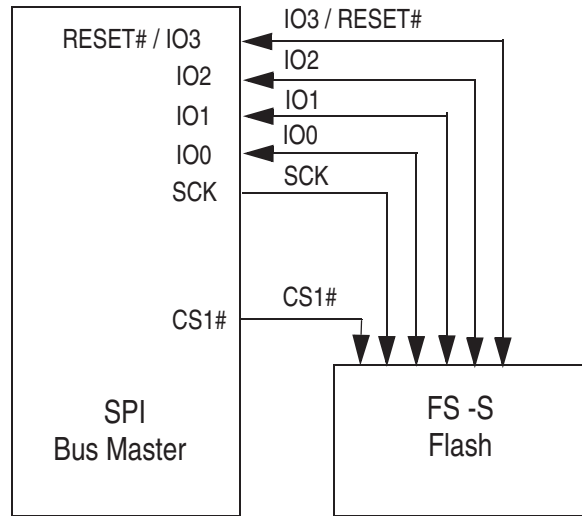 RESET# / IO3
IO3 / RESET#
IO2
IO2
IO1
IO1
IO0
IO0
SCK
SCK
CS1#
CS1#
SPI
Bus Master
FS -S
Flash